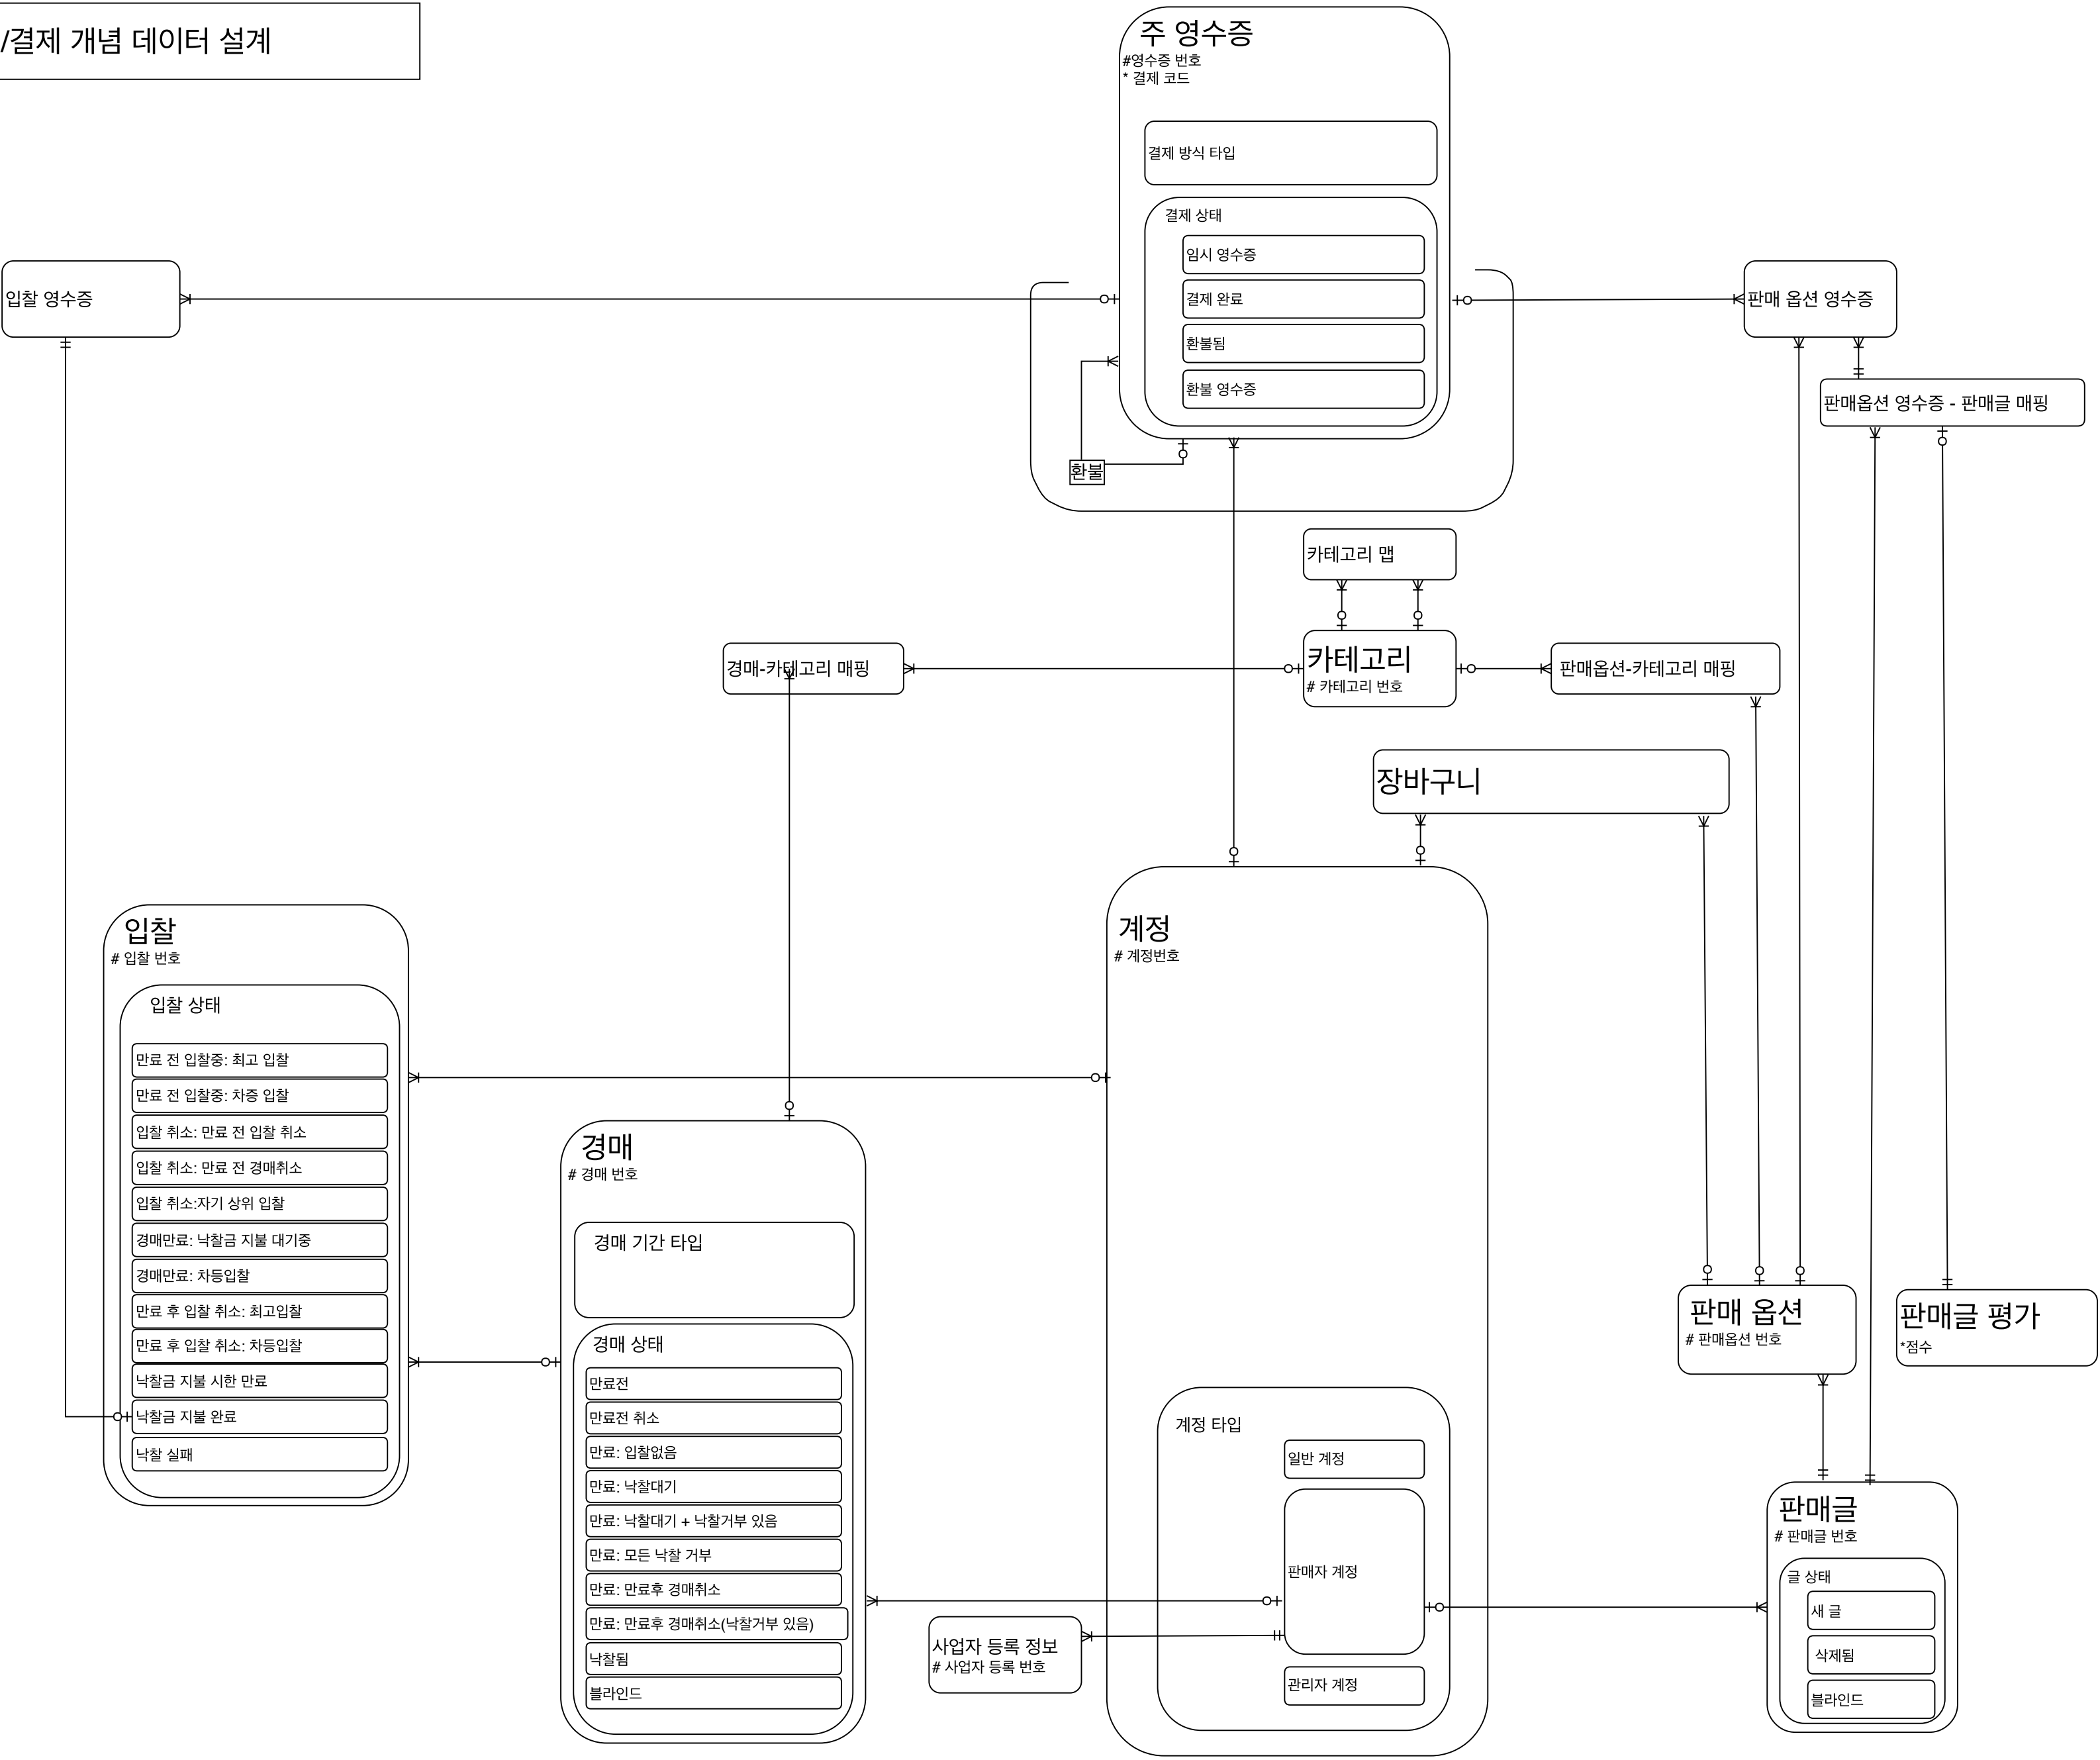 /결제 개념 데이터 설계
주 영수증
#영수증 번호
* 결제 코드
결제 방식 타입
결제 상태
임시 영수증
결제 완료
환불됨
환불 영수증
환불
입찰 영수증
판매 옵션 영수증
판매옵션 영수증 - 판매글 매핑
카테고리 맵
경매-카테고리 매핑
카테고리
# 카테고리 번호
판매옵션-카테고리 매핑
장바구니
입찰
# 입찰 번호
입찰 상태
만료 전 입찰중: 최고 입찰
만료 전 입찰중: 차증 입찰
입찰 취소: 만료 전 입찰 취소
입찰 취소: 만료 전 경매취소
입찰 취소:자기 상위 입찰
경매만료: 낙찰금 지불 대기중
경매만료: 차등입찰
만료 후 입찰 취소: 최고입찰
만료 후 입찰 취소: 차등입찰
낙찰금 지불 시한 만료
낙찰금 지불 완료
낙찰 실패
경매
# 경매 번호
경매 기간 타입
경매 상태
만료전
만료전 취소
만료: 입찰없음
만료: 낙찰대기
만료: 낙찰대기 + 낙찰거부 있음
만료: 모든 낙찰 거부
만료: 만료후 경매취소
만료: 만료후 경매취소(낙찰거부 있음)
낙찰됨
블라인드
계정
# 계정번호
계정 타입
일반 계정
판매자 계정
관리자 계정
사업자 등록 정보
# 사업자 등록 번호
판매 옵션
# 판매옵션 번호
판매글 평가
*점수
판매글
# 판매글 번호
글 상태
새 글
삭제됨
블라인드